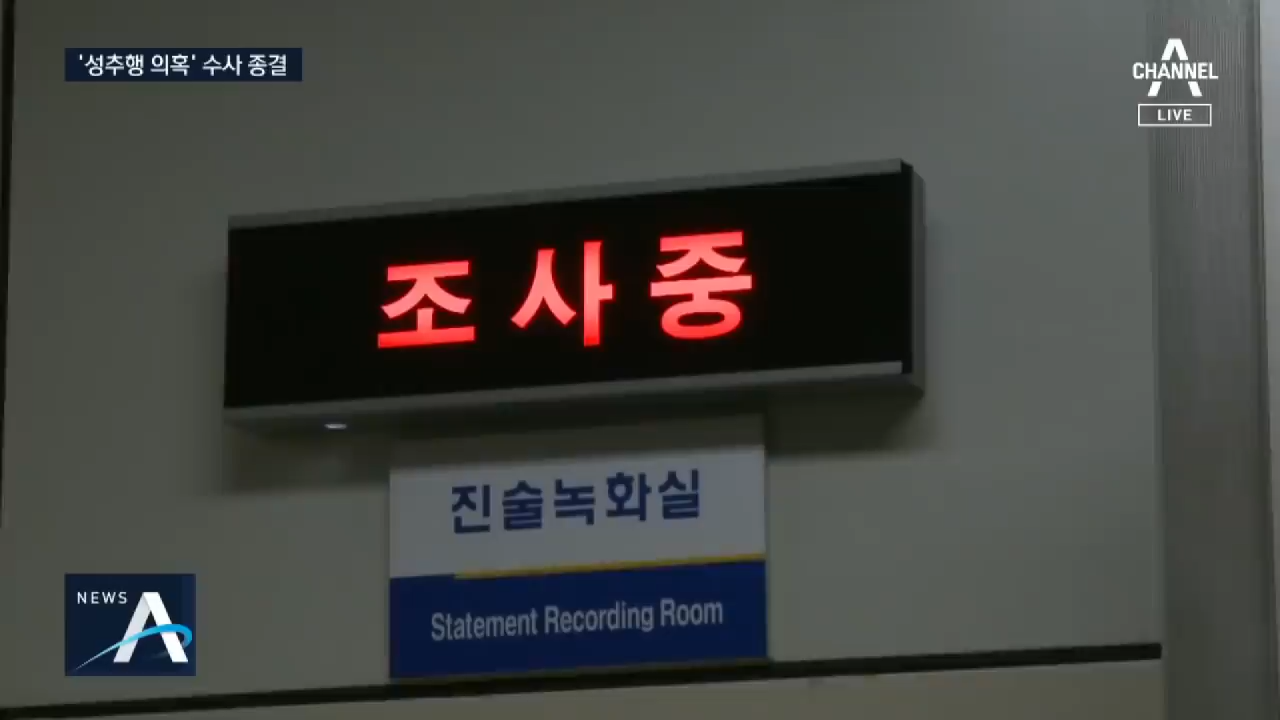 '성추행 의혹' 수사 종결
CHANNEL A
LIVE
조사중
진술녹화실
Statement Recording Room
NEWS A